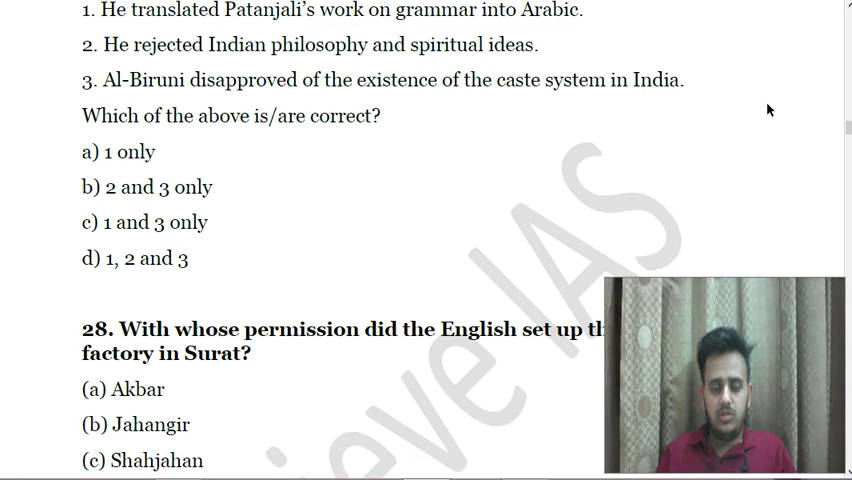 1. He translated Patanjali's work on grammar into Arabic.
2. He rejected Indian philosophy and spiritual ideas.
3. Al-Biruni disapproved of the existence of the caste system in India.
Which of the above is/are correct?
a) 1 only
b) 2 and 3 only
c) 1 and 3 only
d) 1, 2 and 3
28. With whose permission did the English set up
factory in Surat?
(a) Akbar
(b) Jahangir
(c) Shahjahan
IAS